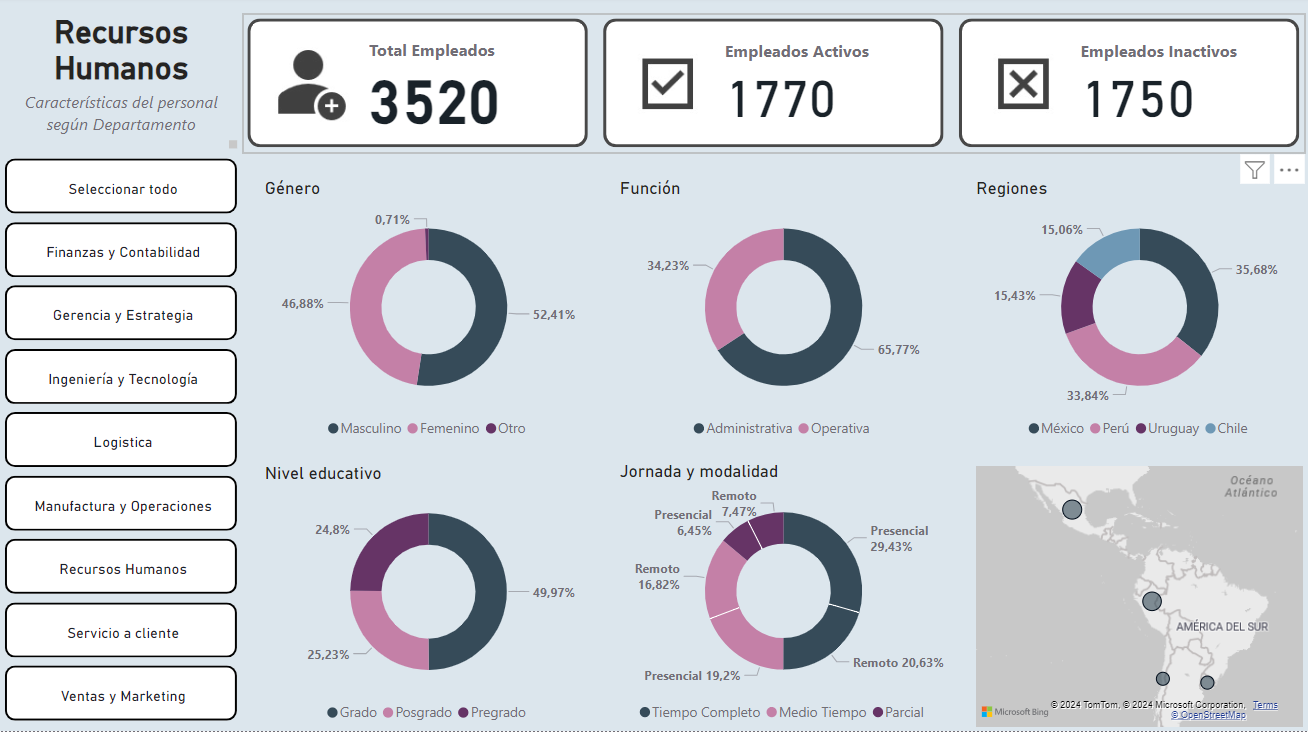 Recursos
Humanos
Características del personal
según Departamento
Total Empleados
3520
Empleados Activos
1770
Empleados Inactivos
1750
Seleccionar todo
Finanzas y Contabilidad
Gerencia y Estrategia
Ingeniería y Tecnología
Logistica
Manufactura y Operaciones
Recursos Humanos
Servicio a cliente
Ventas y Marketing
Género
0,71%
46,88%
52,41%
Masculino Femenino Otro
Función
34,23%
65,77%
Administrativa Operativa
Regiones
15,06%
35,68%
15,43%
33,84%
México Perú Uruguay Chile
Nivel educativo
24,8%
49,97%
25,23%
Grado Posgrado Pregrado
Jornada y modalidad
Remoto
7,47%
Presencial
6,45%
Presencial
29,43%
Remoto
16,82%
Remoto 20,63%
Presencial 19,2%
Tiempo Completo Medio Tiempo Parcial
Océano
Atlántico
AMÉRICA DEL SUR
Microsoft Bing
© 2024 TomTom, © 2024 Microsoft Corporation, Terms
© OpenStreetMap